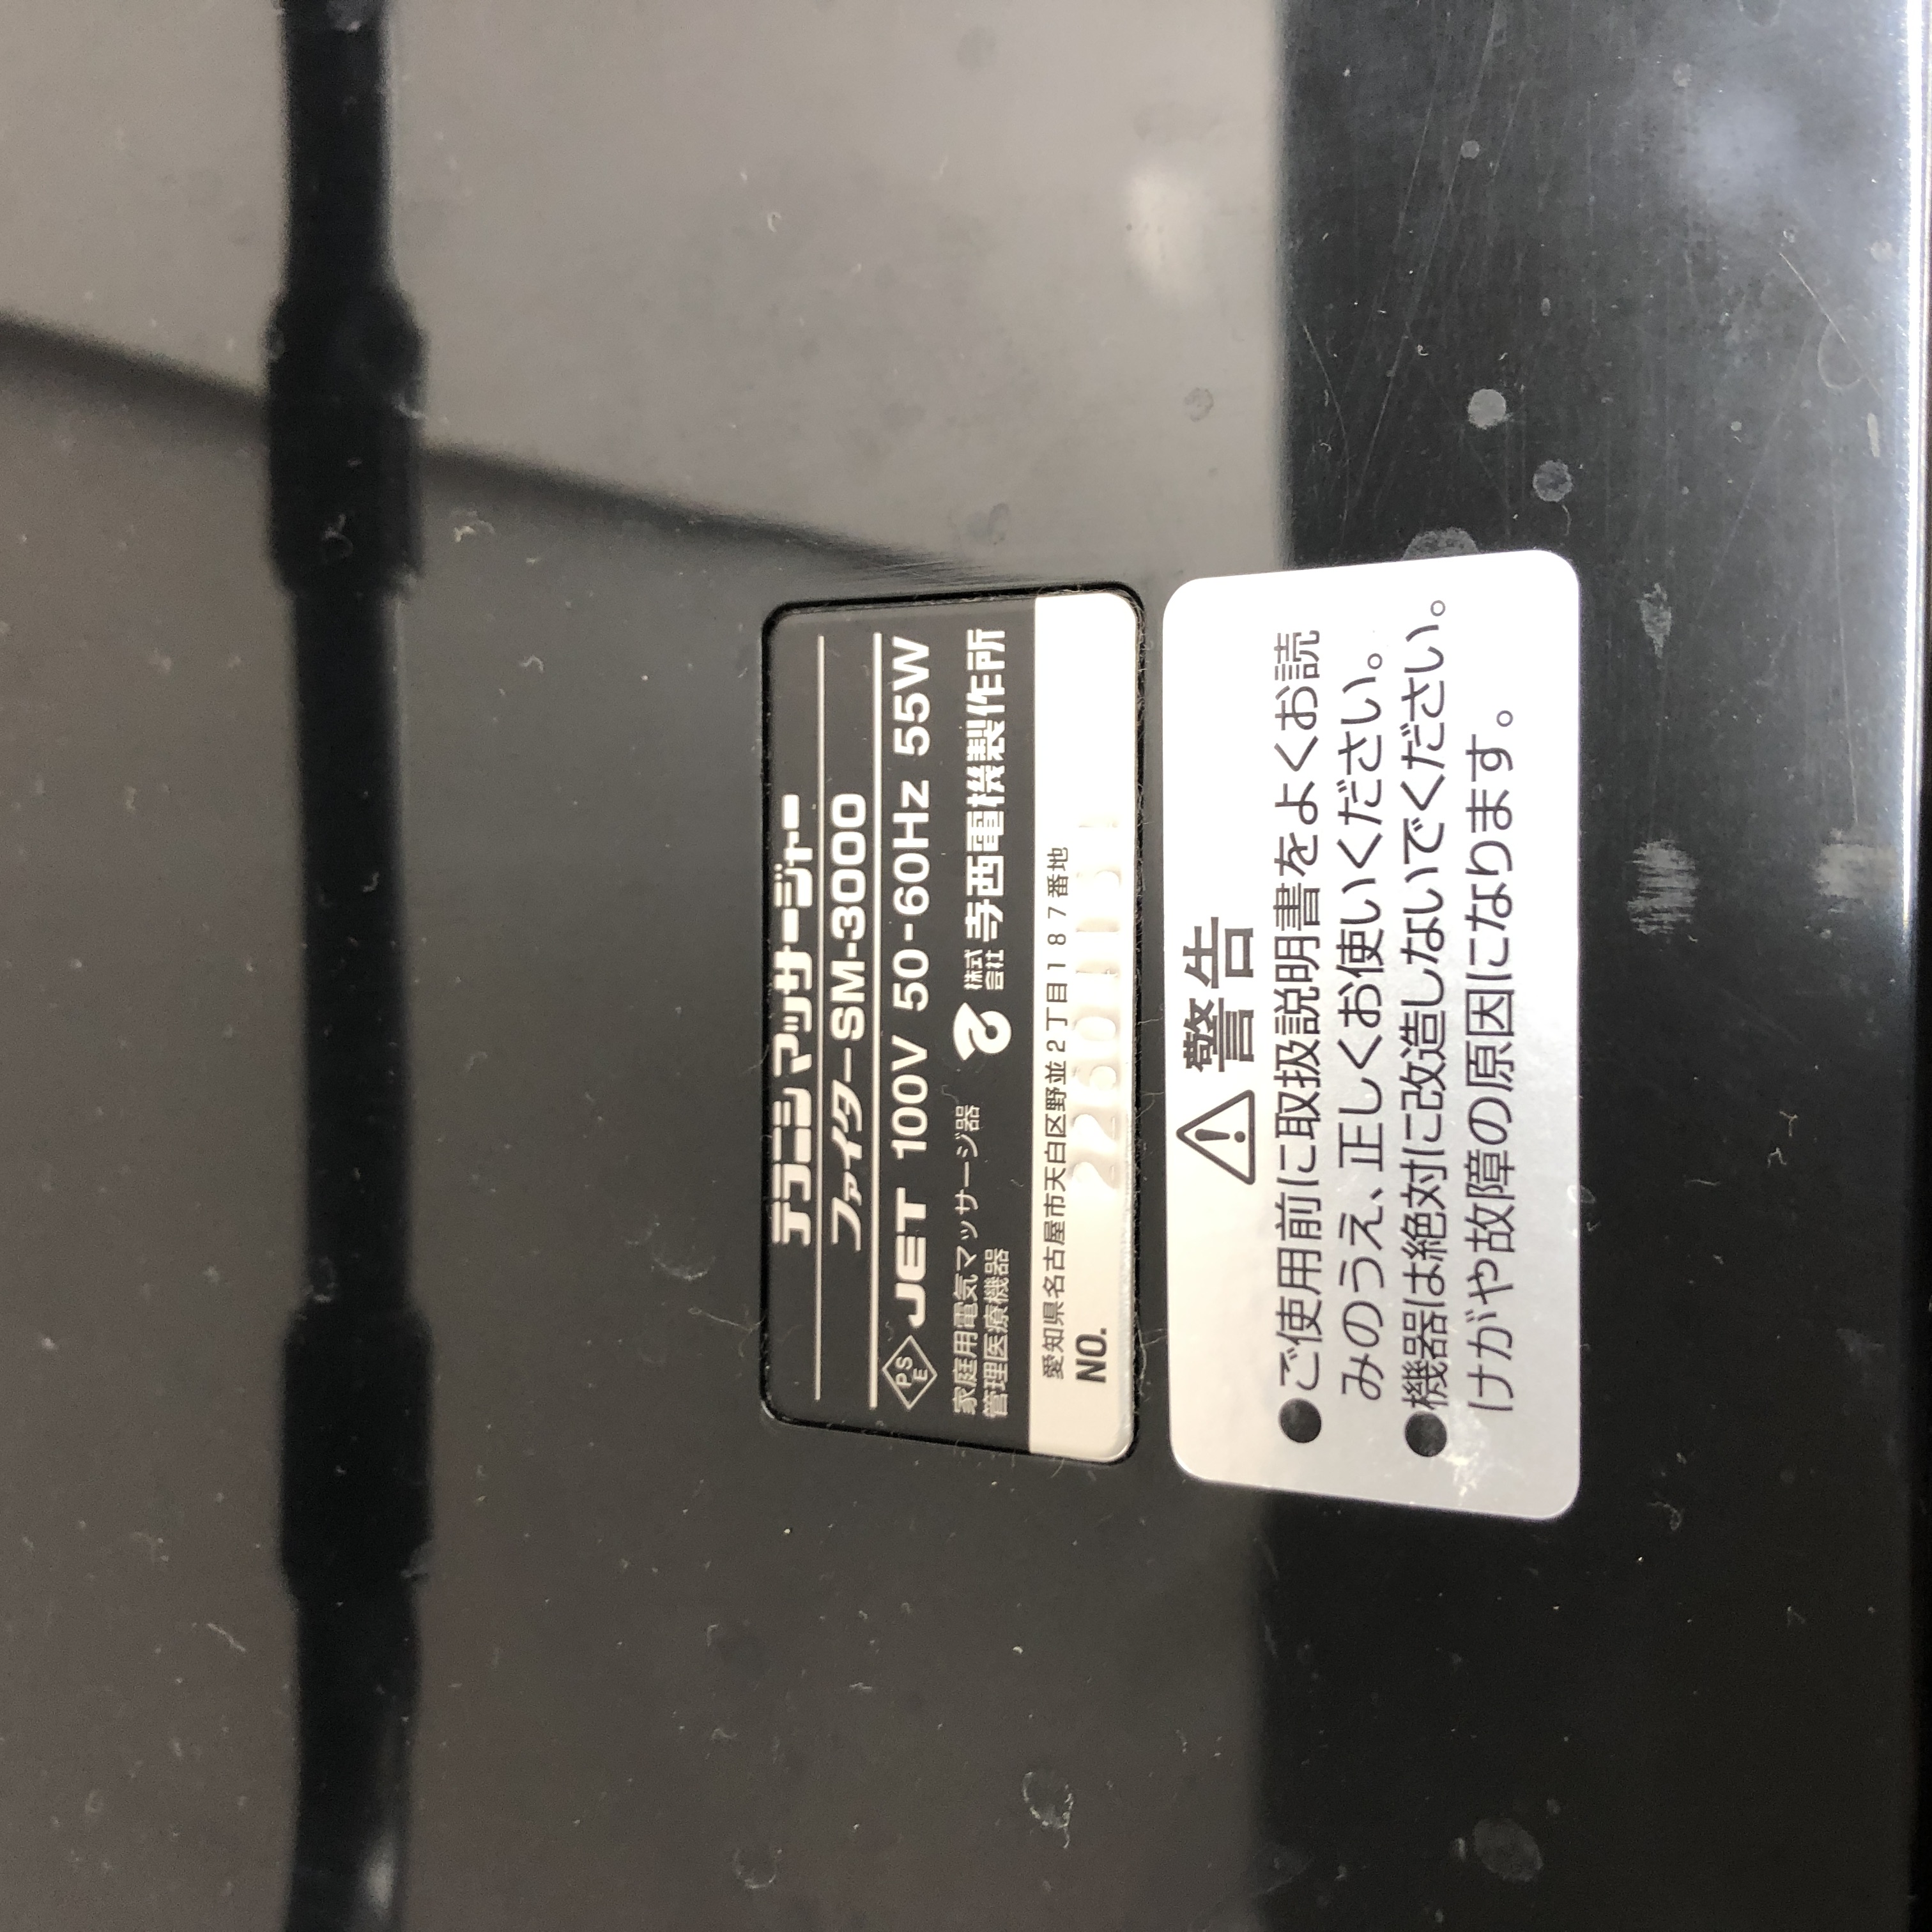 テラニシ マッサージャー
ファイター SM-3000
PSE JET 100V 50-60Hz 55W
家庭用電気マッサージ器
管理医療機器
株式会社 寺西電機製作所
愛知県名古屋市天白区野並2丁目187番地
NO.
⚠ 警告
●ご使用前に取扱説明書をよくお読
みのうえ、正しくお使いください。
●機器は絶対に改造しないでください。
けがや故障の原因になります。